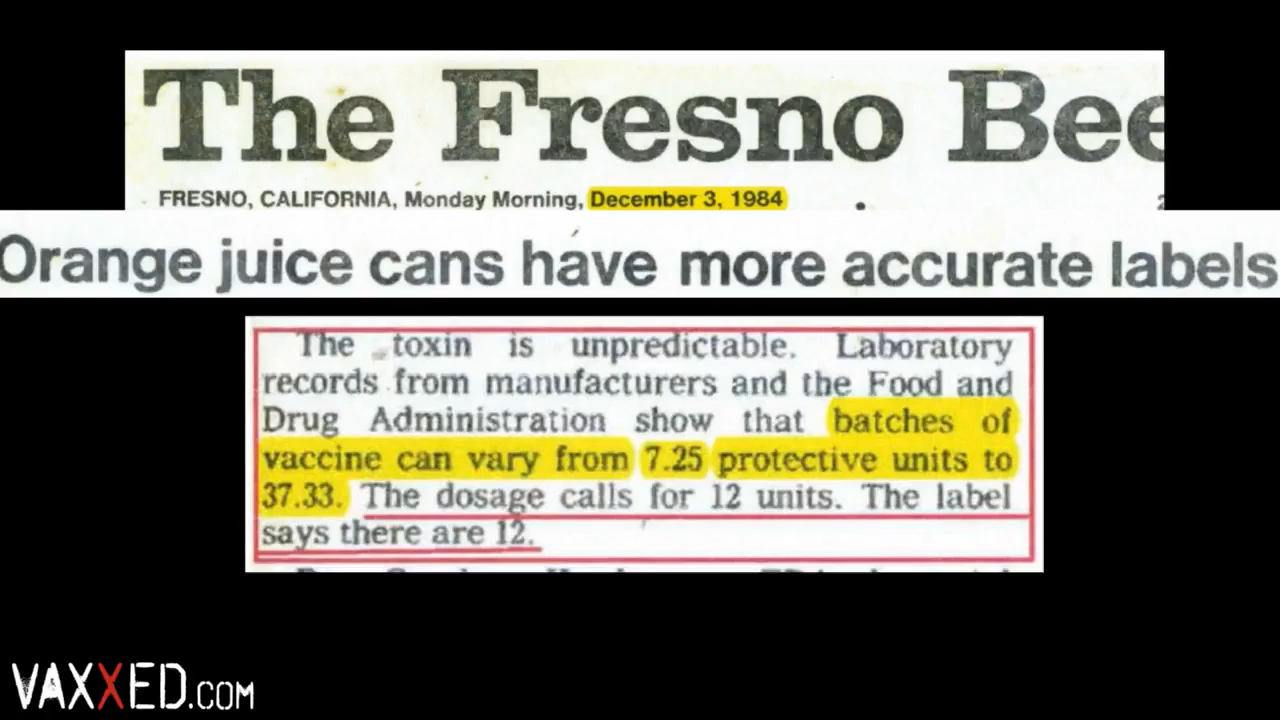 The Fresno Bee
FRESNO, CALIFORNIA, Monday Morning, December 3, 1984
Orange juice cans have more accurate labels
The toxin is unpredictable. Laboratory
records from manufacturers and the Food and
Drug Administration show that batches of
vaccine can vary from 7.25 protective units to
37.33. The dosage calls for 12 units. The label
says there are 12.
VAXXED.COM